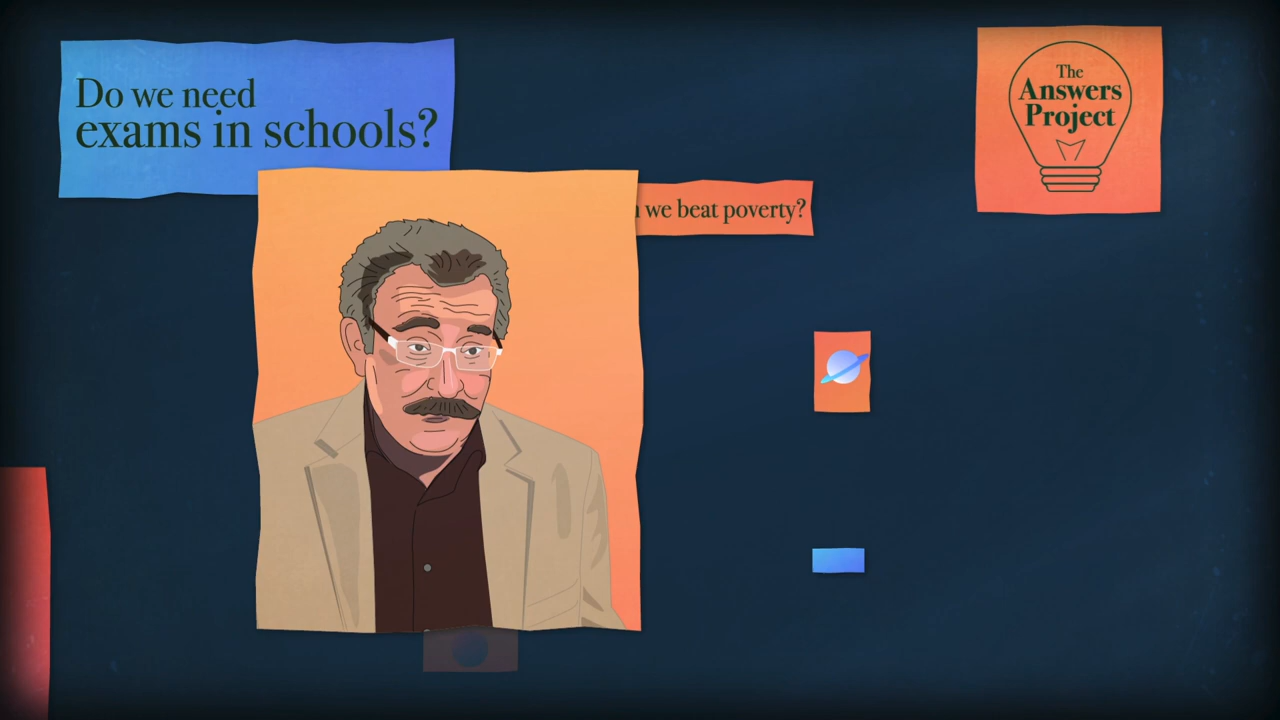 Do we need
exams in schools?
we beat poverty?
The
Answers
Project